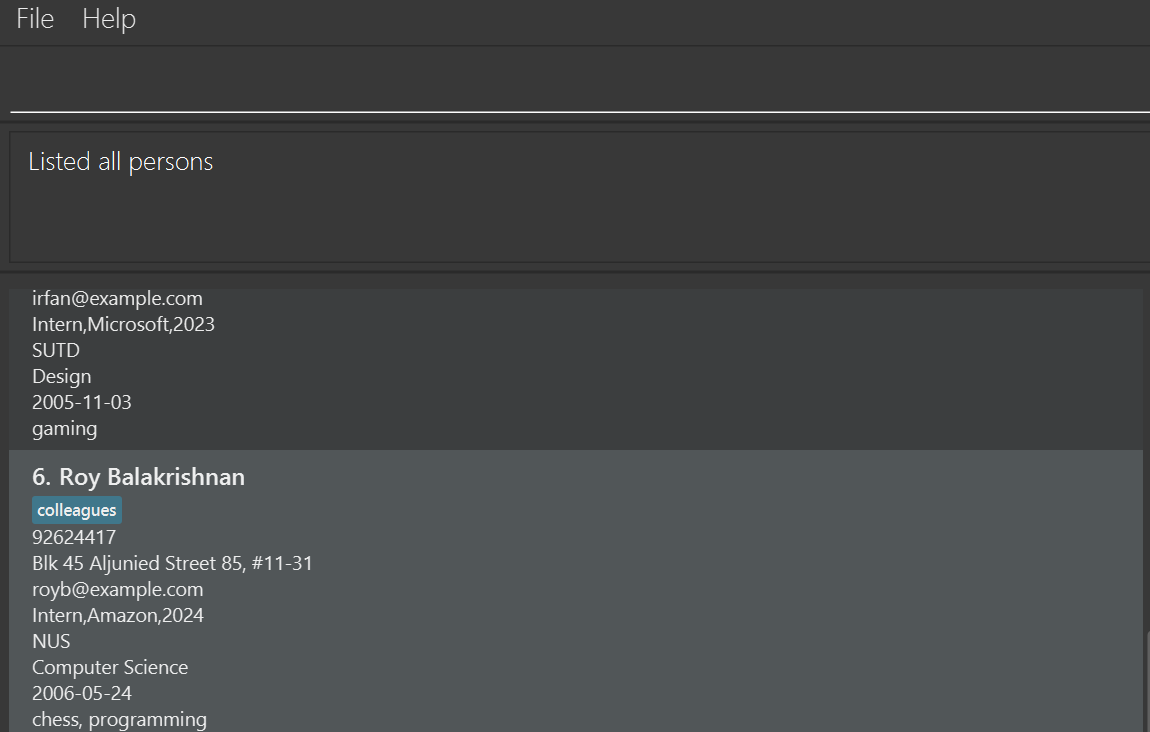 File Help
Listed all persons
irfan@example.com
Intern,Microsoft,2023
SUTD
Design
2005-11-03
gaming
6. Roy Balakrishnan
colleagues
92624417
Blk 45 Aljunied Street 85, #11-31
royb@example.com
Intern,Amazon,2024
NUS
Computer Science
2006-05-24
chess, programming